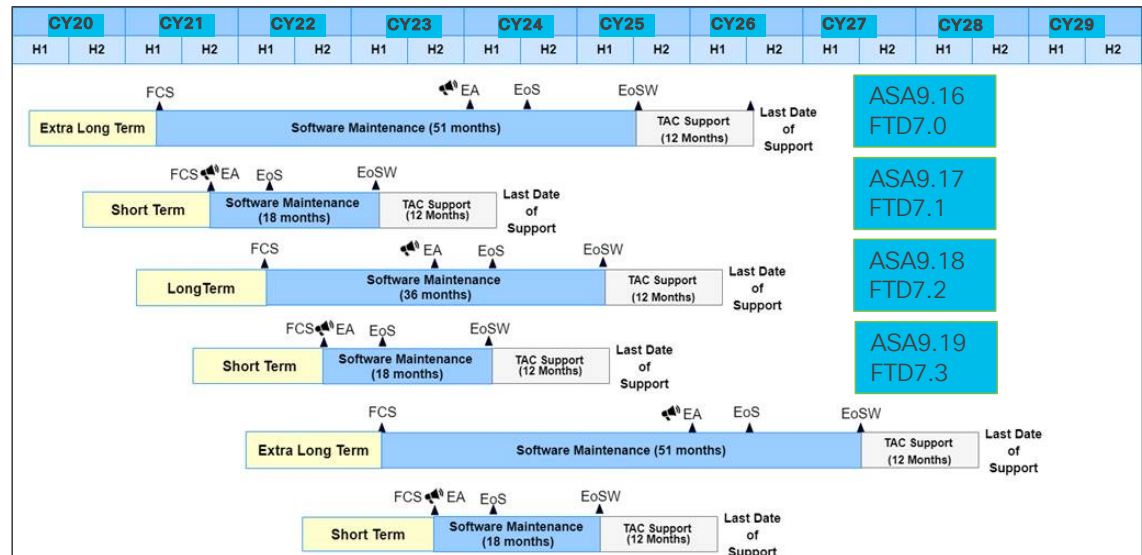 CY20 CY21 CY22 CY23 CY24 CY25 CY26 CY27 CY28 CY29
H1 H2 H1 H2 H1 H2 H1 H2 H1 H2 H1 H2 H1 H2 H1 H2 H1 H2 H1 H2
FCS EA EoS EoSW
Extra Long Term Software Maintenance (51 months) TAC Support
(12 Months)
Last Date
of
Support
ASA9.16
FTD7.0
FCS EA EoS EoSW
Short Term Software Maintenance
(18 months)
TAC Support
(12 Months)
Last Date
of
Support
ASA9.17
FTD7.1
FCS EA EoS EoSW
LongTerm Software Maintenance
(36 months)
TAC Support
(12 Months)
Last Date
of
Support
ASA9.18
FTD7.2
FCS EA EoS EoSW
Short Term Software Maintenance
(18 months)
TAC Support
(12 Months)
Last Date
of
Support
ASA9.19
FTD7.3
FCS EA EoS EoSW
Extra Long Term Software Maintenance (51 months) TAC Support
(12 Months)
Last Date
of
Support
FCS EA EoS EoSW
Short Term Software Maintenance
(18 months)
TAC Support
(12 Months)
Last Date
of
Support